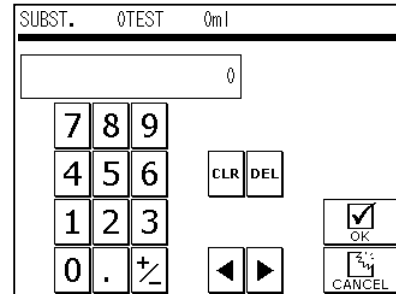 SUBST. 0TEST 0ml
0
7 8 9
4 5 6 CLR DEL
1 2 3
OK
0 . +/-
CANCEL